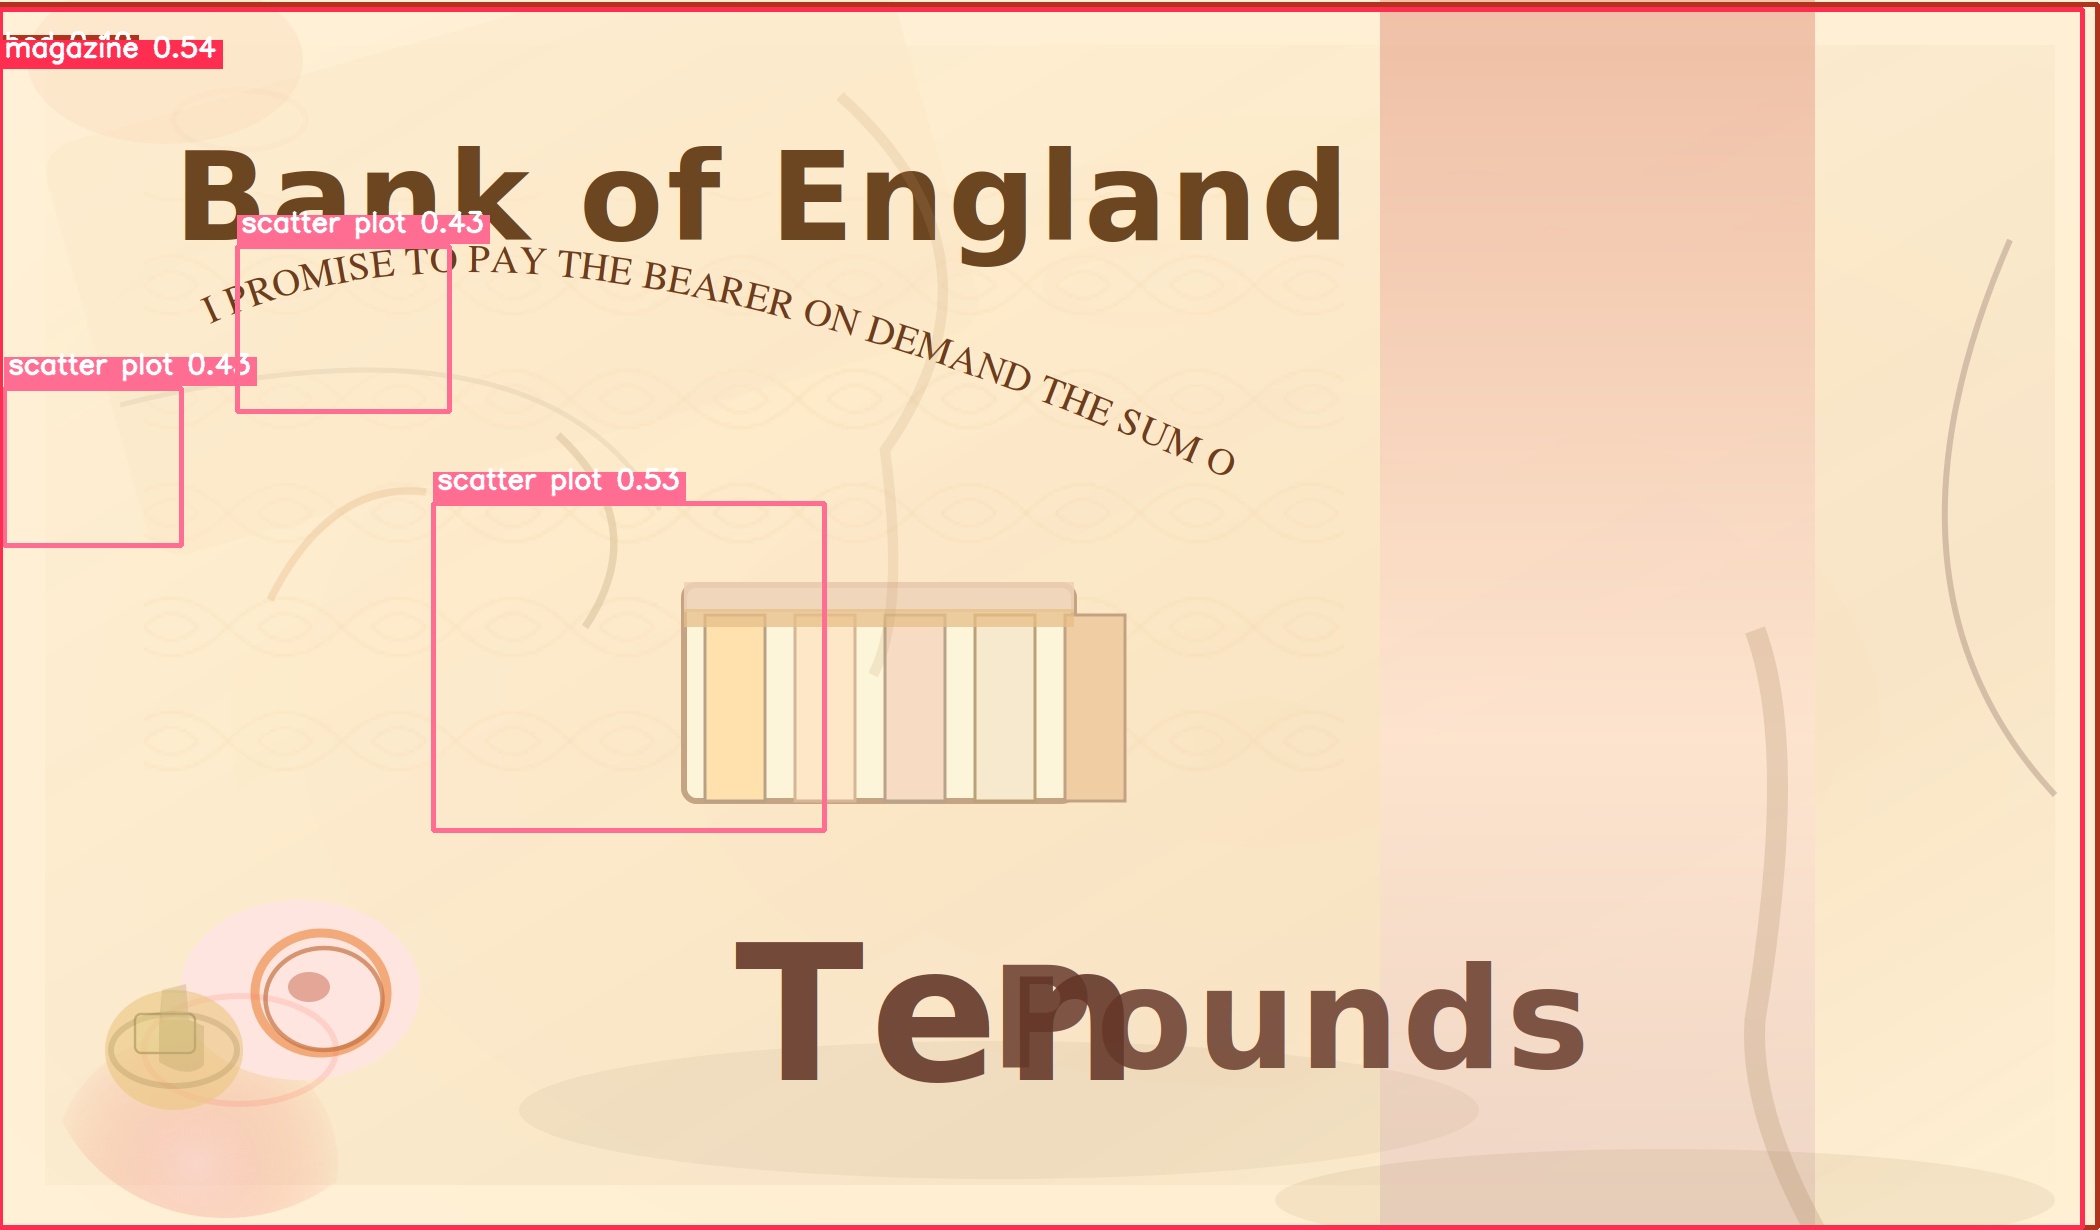 magazine 0.54
Bank of England
scatter plot 0.43
I PROMISE TO PAY THE BEARER ON DEMAND THE SUM O
scatter plot 0.43
scatter plot 0.53
Ten Pounds